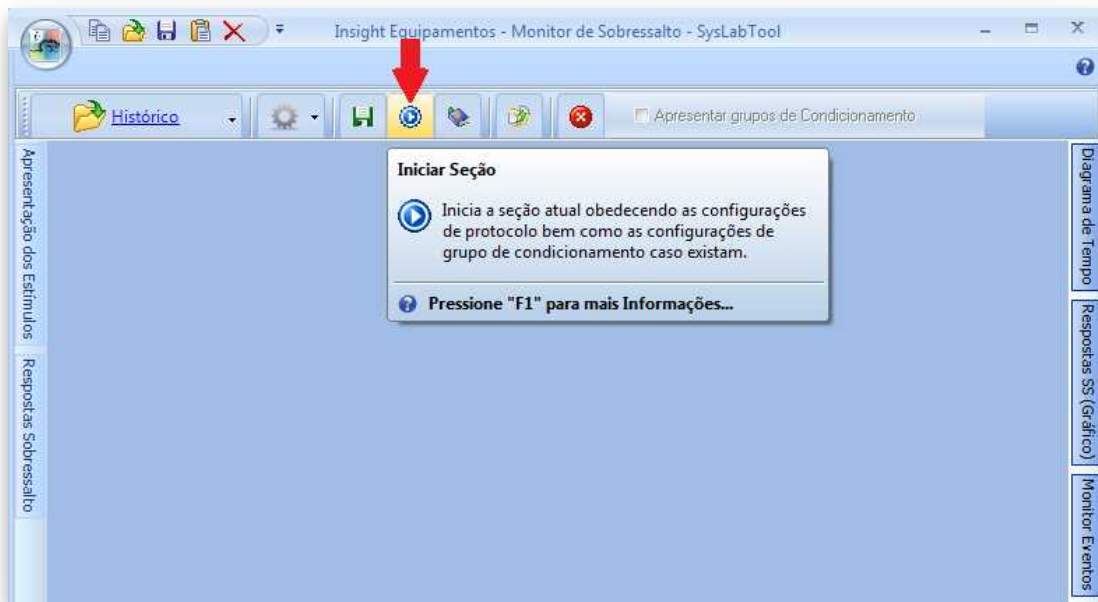 Insight Equipamentos - Monitor de Sobressalto - SysLabTool
Histórico
Apresentar grupos de Condicionamento
Iniciar Seção
Inicia a seção atual obedecendo as configurações
de protocolo bem como as configurações de
grupo de condicionamento caso existam.
Pressione "F1" para mais Informações...
Apresentação dos Estímulos
Respostas Sobressalto
Diagrama de Tempo
Respostas SS (Gráfico)
Monitor Eventos